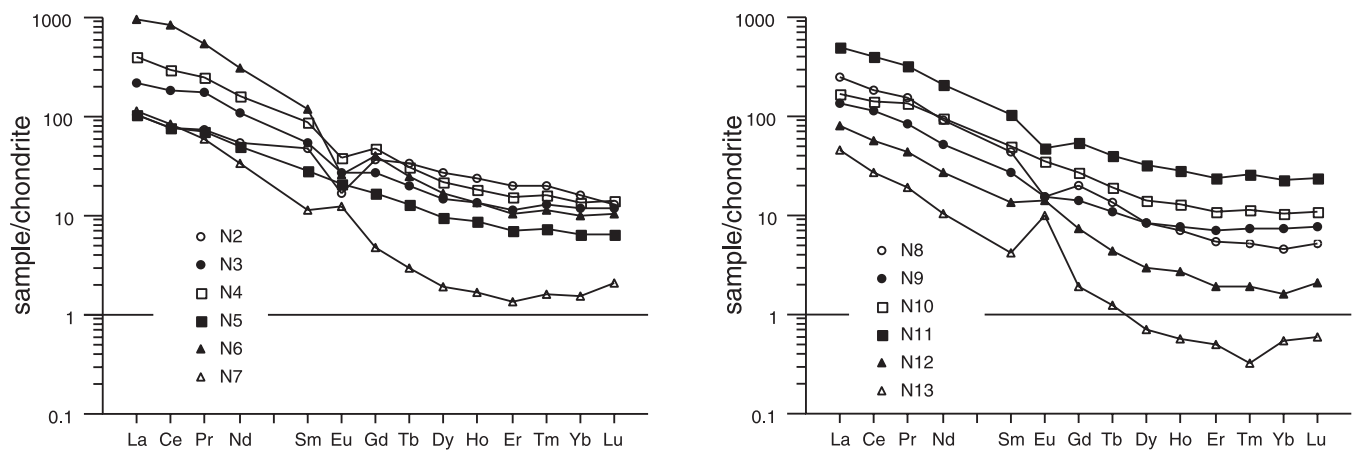 1000
100
10
1
0.1
sample/chondrite
N2
N3
N4
N5
N6
N7
La Ce Pr Nd Sm Eu Gd Tb Dy Ho Er Tm Yb Lu
1000
100
10
1
0.1
sample/chondrite
N8
N9
N10
N11
N12
N13
La Ce Pr Nd Sm Eu Gd Tb Dy Ho Er Tm Yb Lu